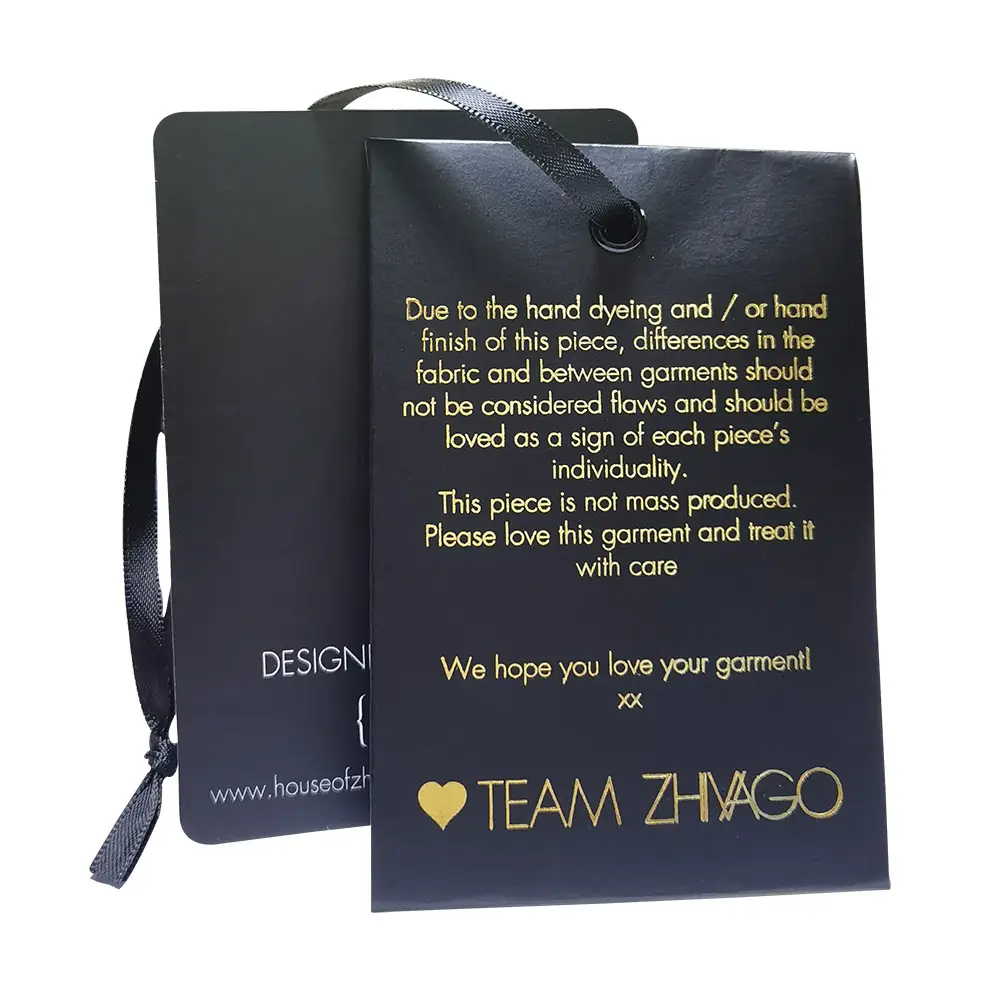 Due to the hand dyeing and / or hand
finish of this piece, differences in the
fabric and between garments should
not be considered flaws and should be
loved as a sign of each piece's
individuality.
This piece is not mass produced.
Please love this garment and treat it
with care
We hope you love your garment!
xx
♥ TEAM ZHIVAGO
DESIGN
{
www.houseofzh